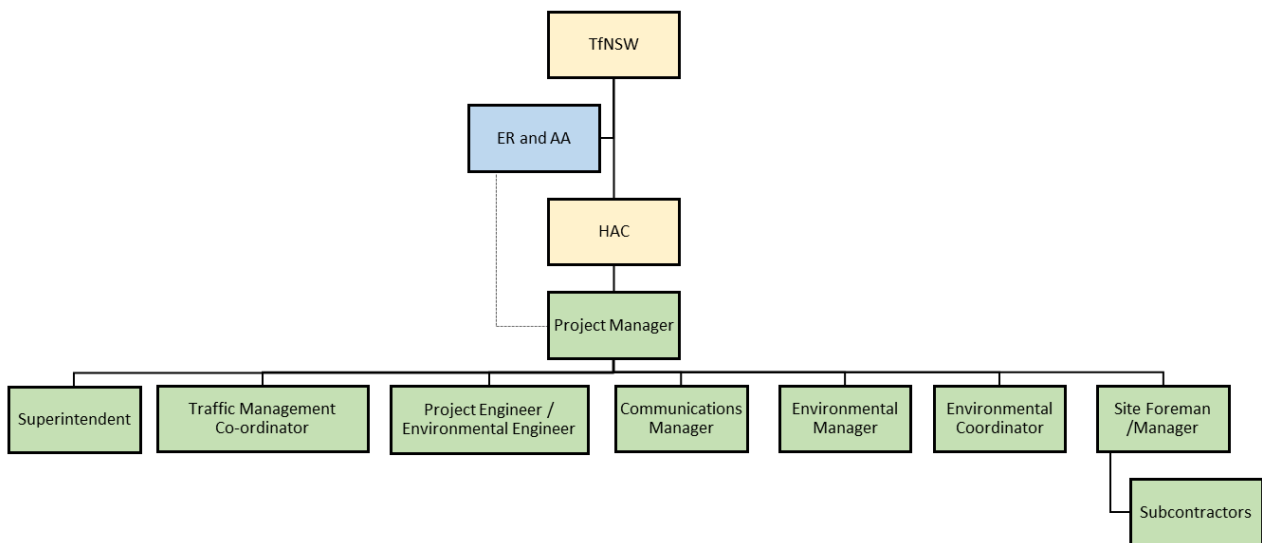 TfNSW
ER and AA
HAC
Project Manager
Superintendent
Traffic Management
Co-ordinator
Project Engineer /
Environmental Engineer
Communications
Manager
Environmental
Manager
Environmental
Coordinator
Site Foreman
/Manager
Subcontractors